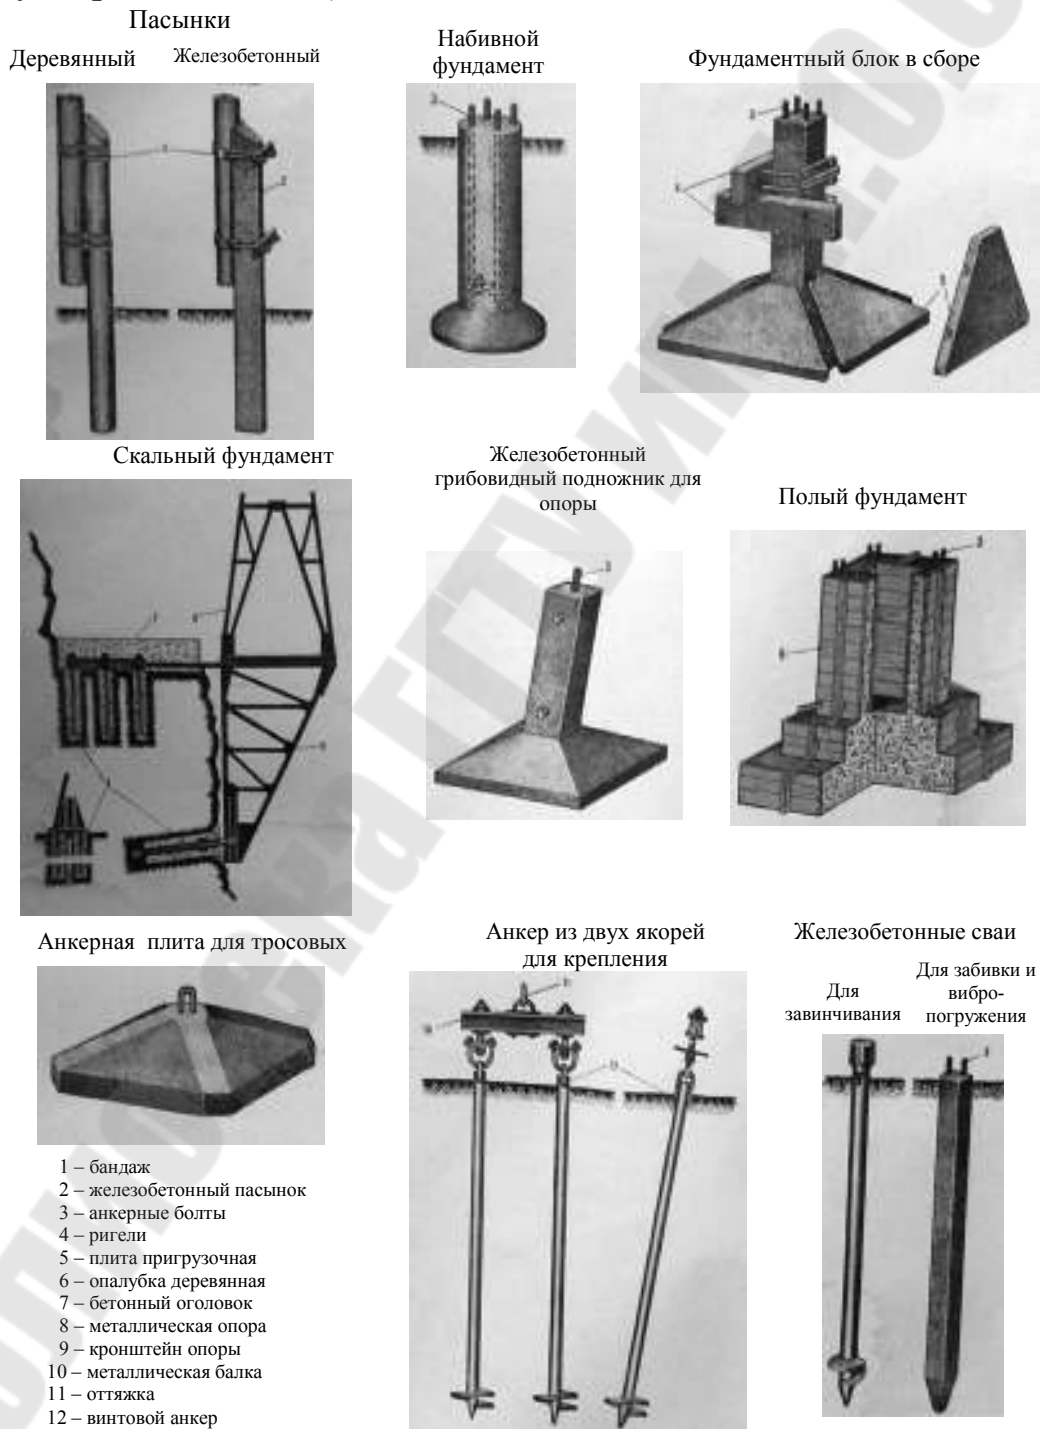 Пасынки
Деревянный
Железобетонный
Набивной
фундамент
Фундаментный блок в сборе
Скальный фундамент
Железобетонный
грибовидный подножник для
опоры
Полый фундамент
Анкерная плита для тросовых
Анкер из двух якорей
для крепления
Железобетонные сваи
Для
завинчивания
Для забивки и
вибро-
погружения
1 – бандаж
2 – железобетонный пасынок
3 – анкерные болты
4 – ригели
5 – плита пригрузочная
6 – опалубка деревянная
7 – бетонный оголовок
8 – металлическая опора
9 – кронштейн опоры
10 – металлическая балка
11 – оттяжка
12 – винтовой анкер